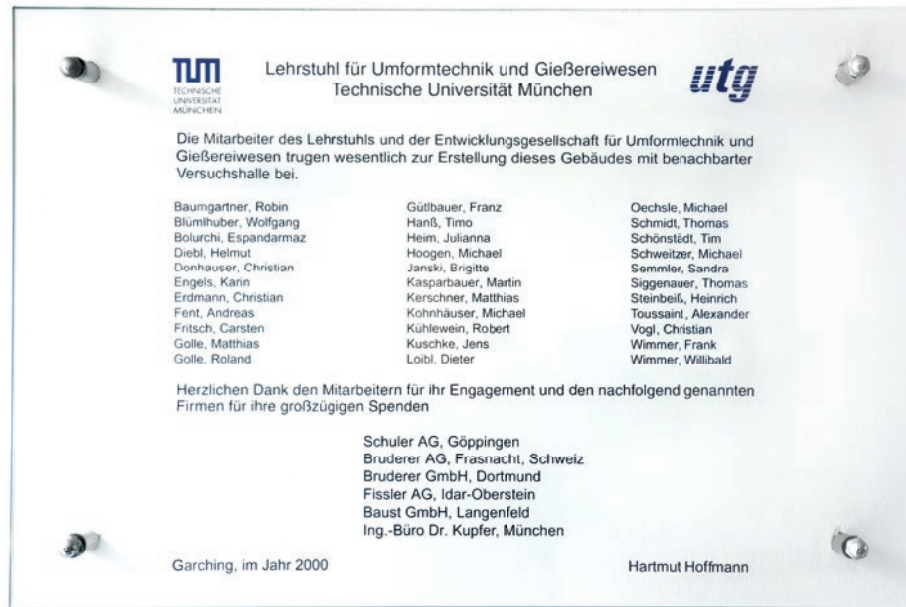 TUM
TECHNISCHE
UNIVERSITÄT
MÜNCHEN
Lehrstuhl für Umformtechnik und Gießereiwesen
Technische Universität München
utg
Die Mitarbeiter des Lehrstuhls und der Entwicklungsgesellschaft für Umformtechnik und
Gießereiwesen trugen wesentlich zur Erstellung dieses Gebäudes mit benachbarter
Versuchshalle bei.
Baumgartner, Robin
Blümlhuber, Wolfgang
Bolurchi, Espandarmaz
Diebl, Helmut
Donhauser, Christian
Engels, Karin
Erdmann, Christian
Fent, Andreas
Fritsch, Carsten
Golle, Matthias
Golle, Roland
Gütlbauer, Franz
Hanß, Timo
Heim, Julianna
Hoogen, Michael
Janski, Brigitte
Kasparbauer, Martin
Kerschner, Matthias
Kohnhäuser, Michael
Kühlewein, Robert
Kuschke, Jens
Loibl, Dieter
Oechsle, Michael
Schmidt, Thomas
Schönstädt, Tim
Schweitzer, Michael
Semmler, Sandra
Siggenauer, Thomas
Steinbeiß, Heinrich
Toussaint, Alexander
Vogl, Christian
Wimmer, Frank
Wimmer, Willibald
Herzlichen Dank den Mitarbeitern für ihr Engagement und den nachfolgend genannten
Firmen für ihre großzügigen Spenden
Schuler AG, Göppingen
Bruderer AG, Frasnacht, Schweiz
Bruderer GmbH, Dortmund
Fissler AG, Idar-Oberstein
Baust GmbH, Langenfeld
Ing.-Büro Dr. Kupfer, München
Garching, im Jahr 2000
Hartmut Hoffmann